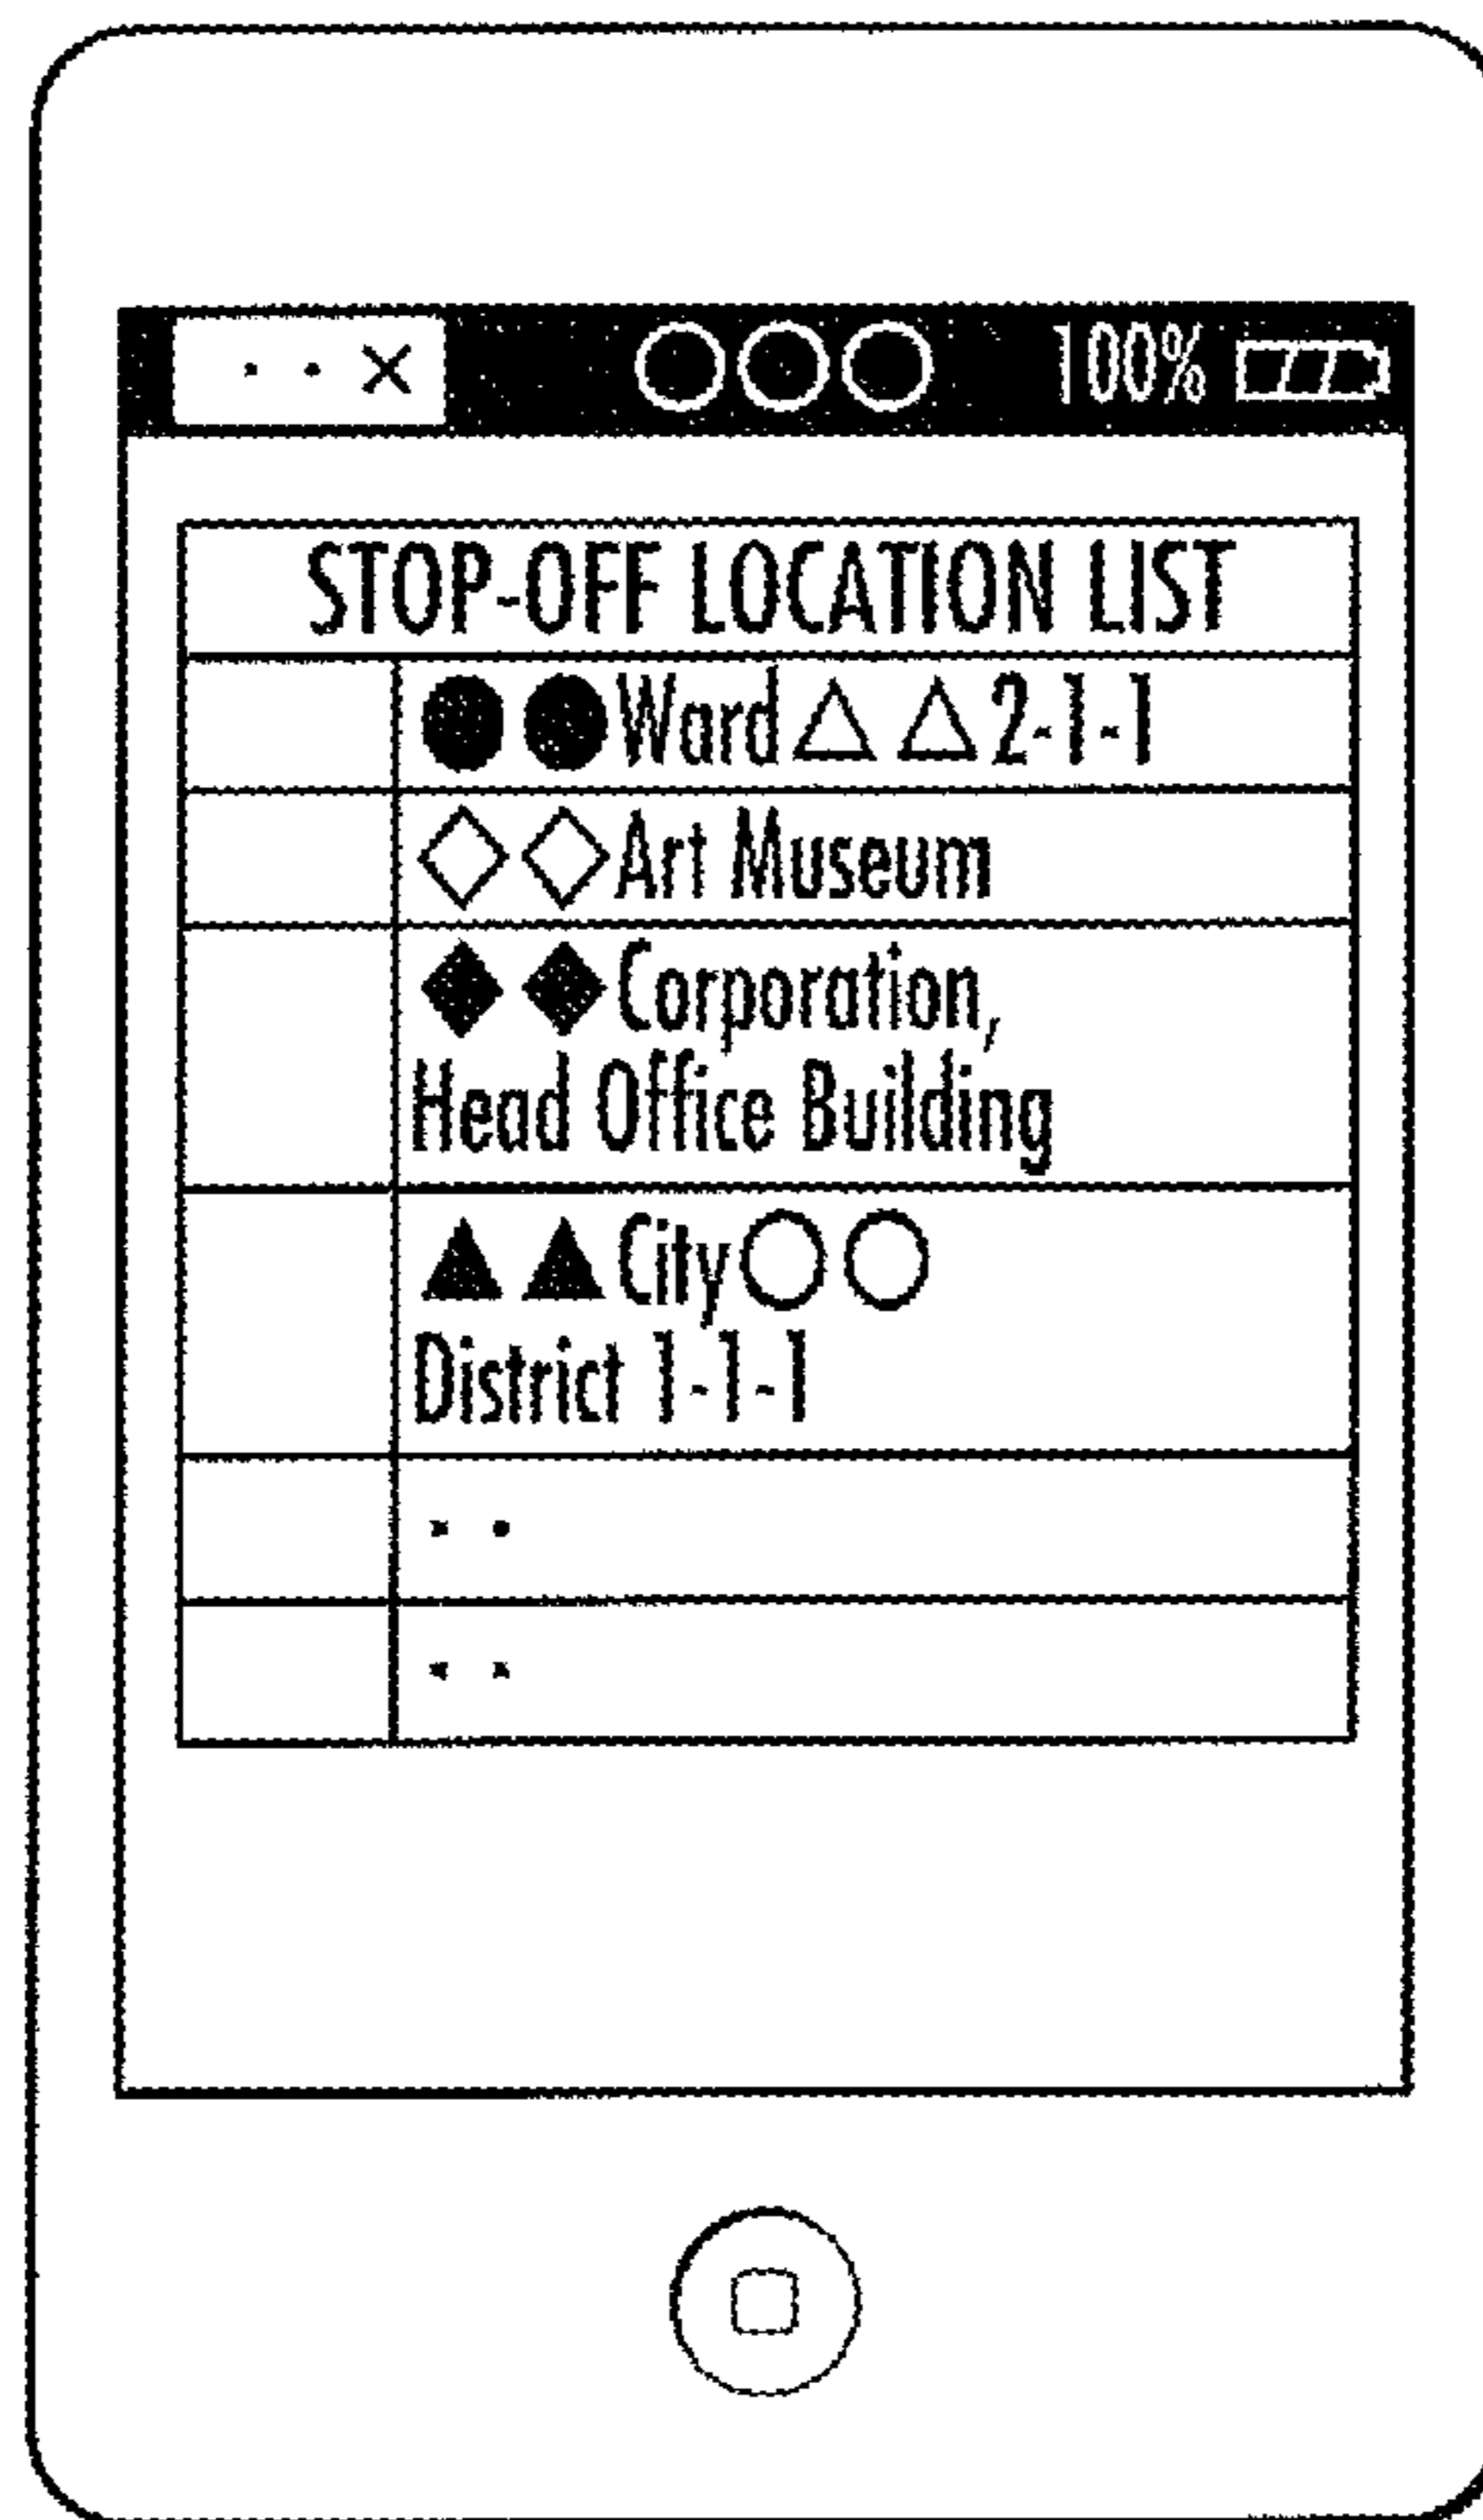 ・・× ○○○ 100%
STOP-OFF LOCATION LIST
●●Ward△△2-1-1
◇◇Art Museum
◆◆Corporation,
Head Office Building
▲▲City○○
District 1-1-1
・・
・・